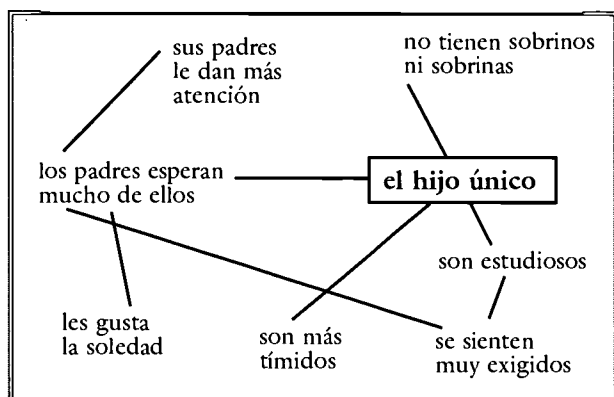 sus padres
le dan más
atención
no tienen sobrinos
ni sobrinas
los padres esperan
mucho de ellos
el hijo único
son estudiosos
les gusta
la soledad
son más
tímidos
se sienten
muy exigidos